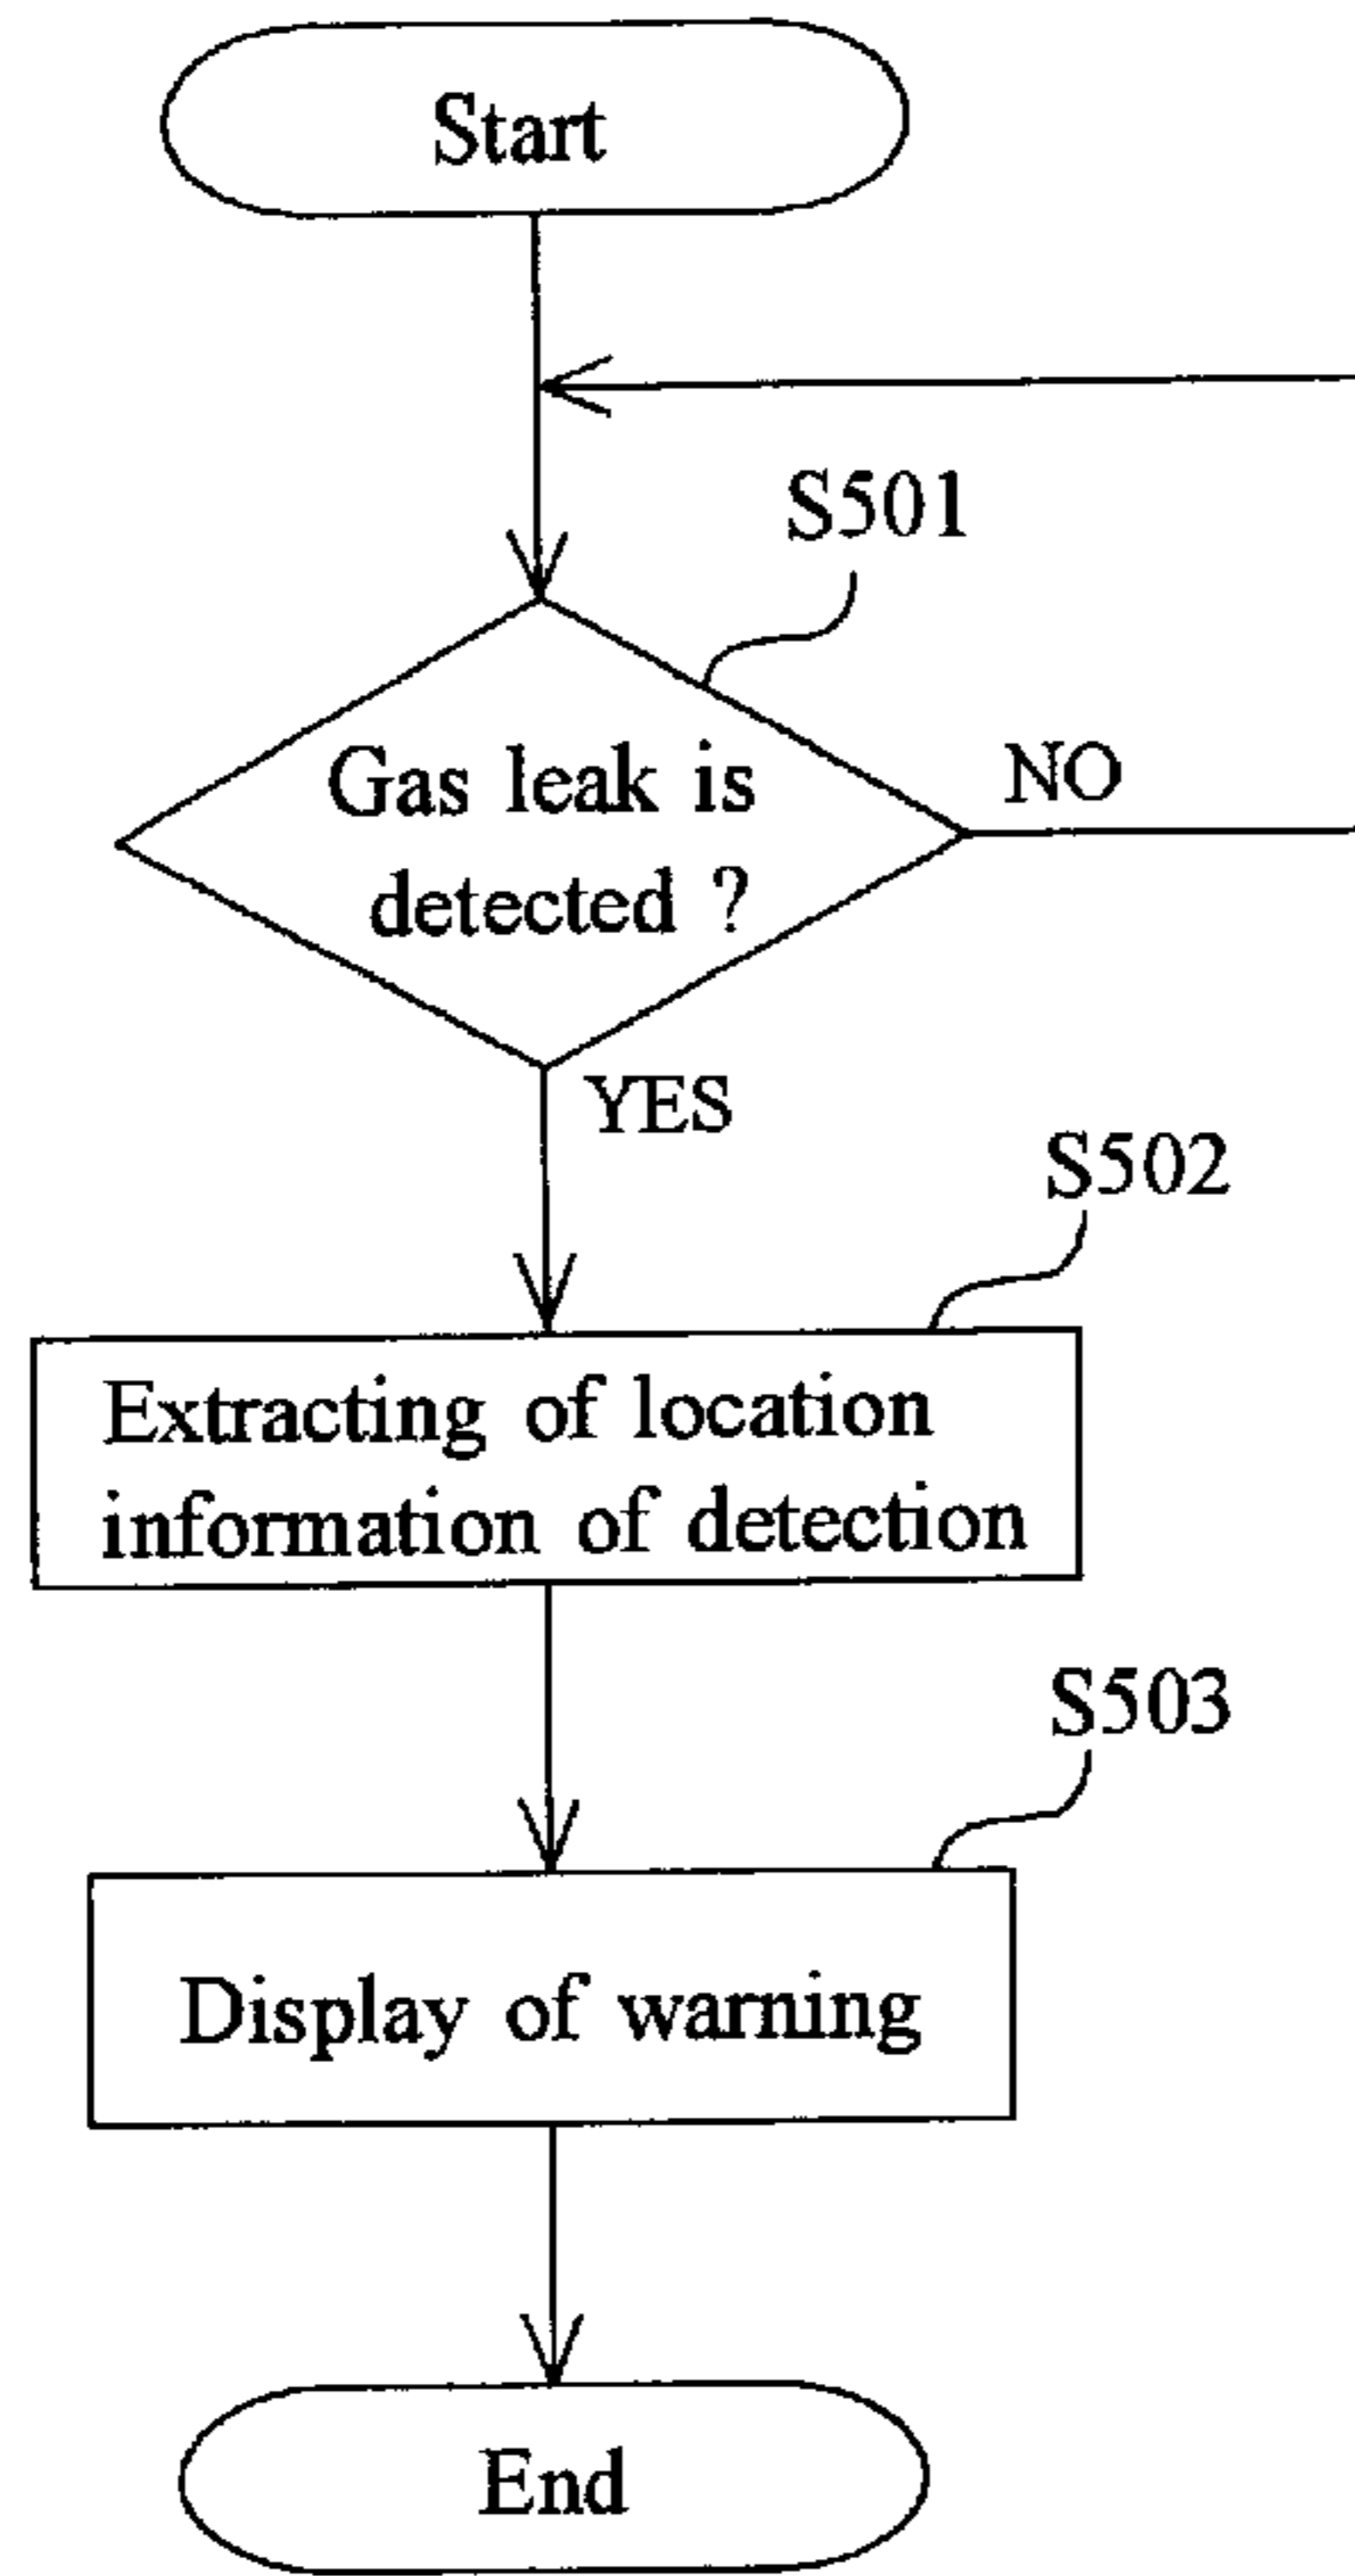 Start
S501
Gas leak is
detected ?
NO
YES
S502
Extracting of location
information of detection
S503
Display of warning
End